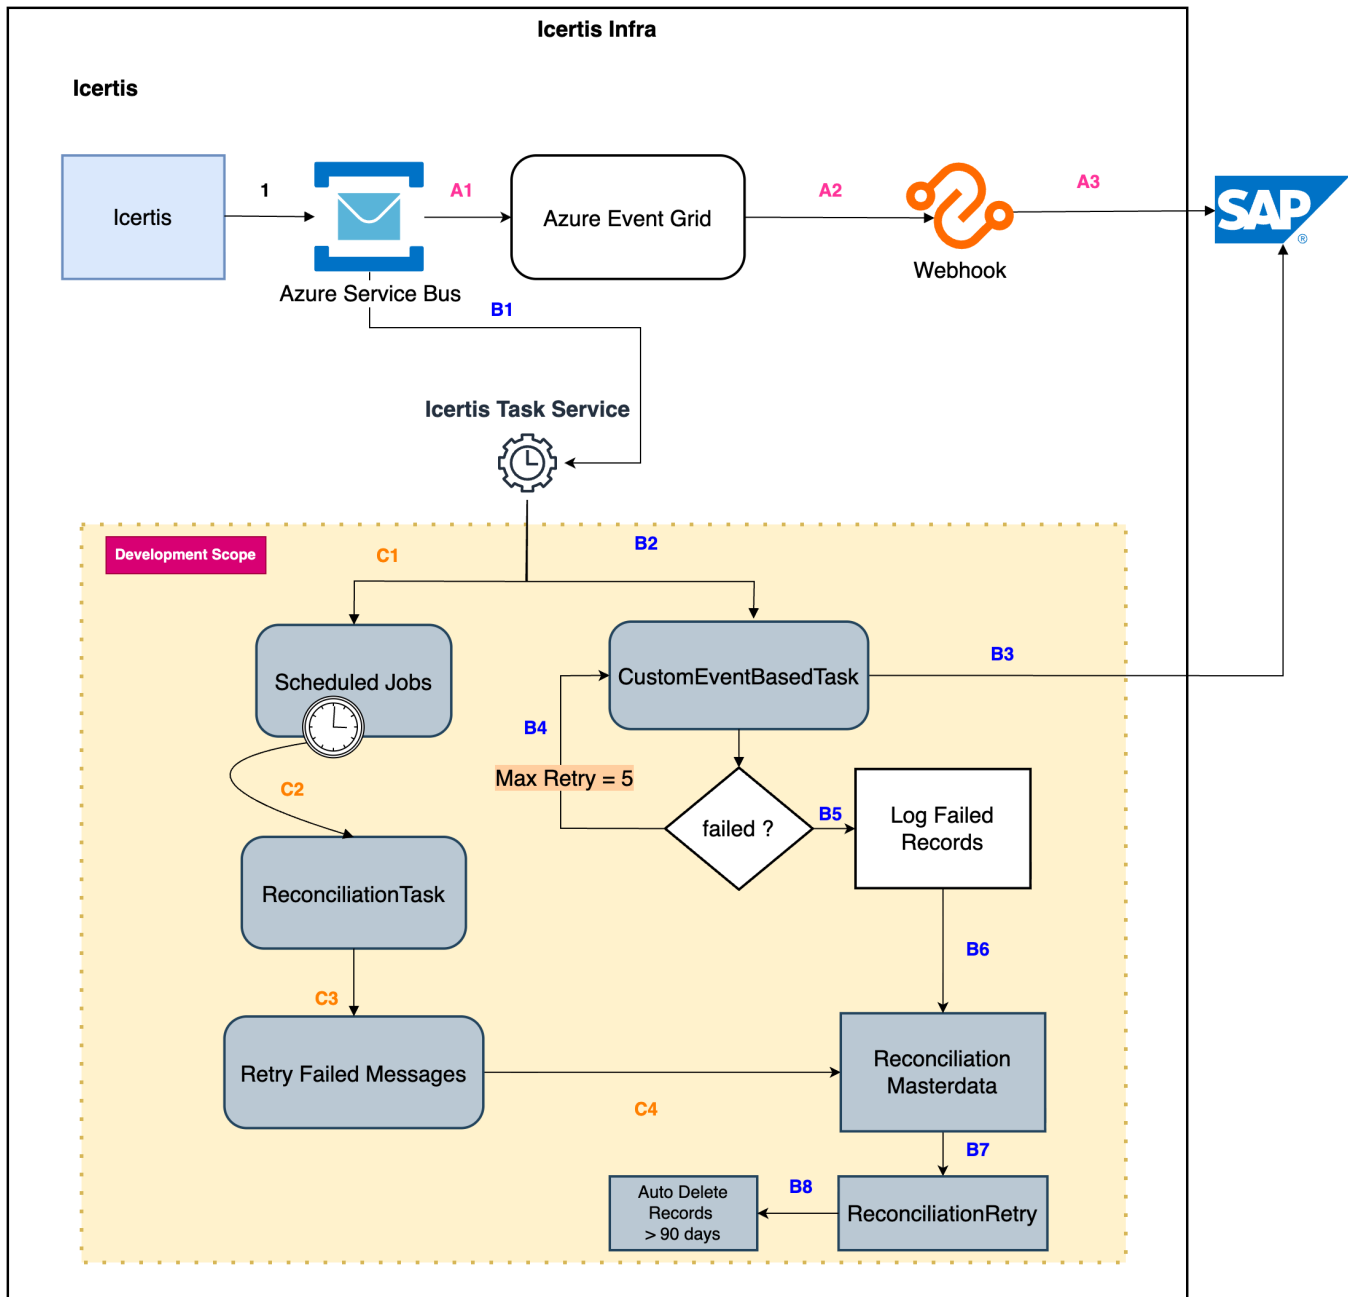 Icertis Infra
Icertis
Icertis
1
A1
Azure Event Grid
A2
A3
SAP
®
Webhook
Azure Service Bus
B1
Icertis Task Service
Development Scope
C1
B2
Scheduled Jobs
CustomEventBasedTask
B3
B4
Max Retry = 5
C2
failed ?
B5
Log Failed
Records
ReconciliationTask
B6
C3
Retry Failed Messages
C4
Reconciliation
Masterdata
B7
B8
Auto Delete
Records
> 90 days
ReconciliationRetry